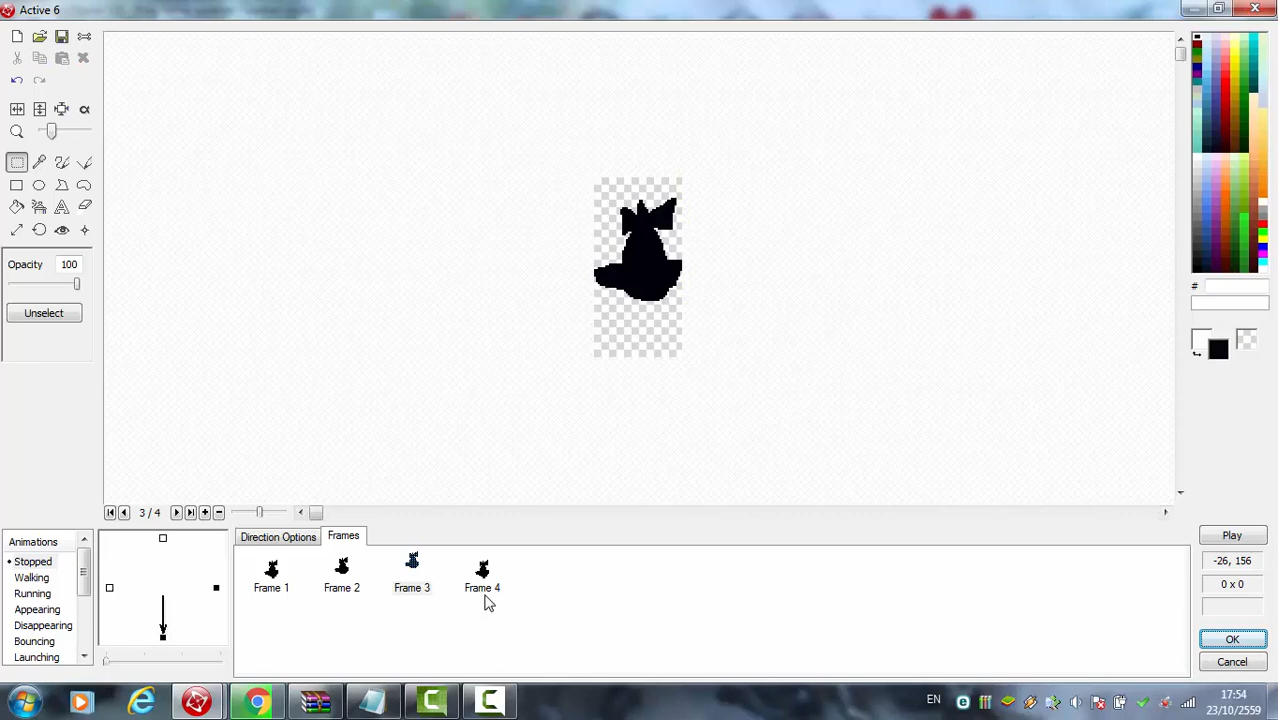 Active 6
Opacity 100
Unselect
#
3 / 4
Animations
Stopped
Walking
Running
Appearing
Disappearing
Bouncing
Launching
Direction Options
Frames
Frame 1
Frame 2
Frame 3
Frame 4
Play
-26, 156
0 x 0
OK
Cancel
EN
17:54
23/10/2559